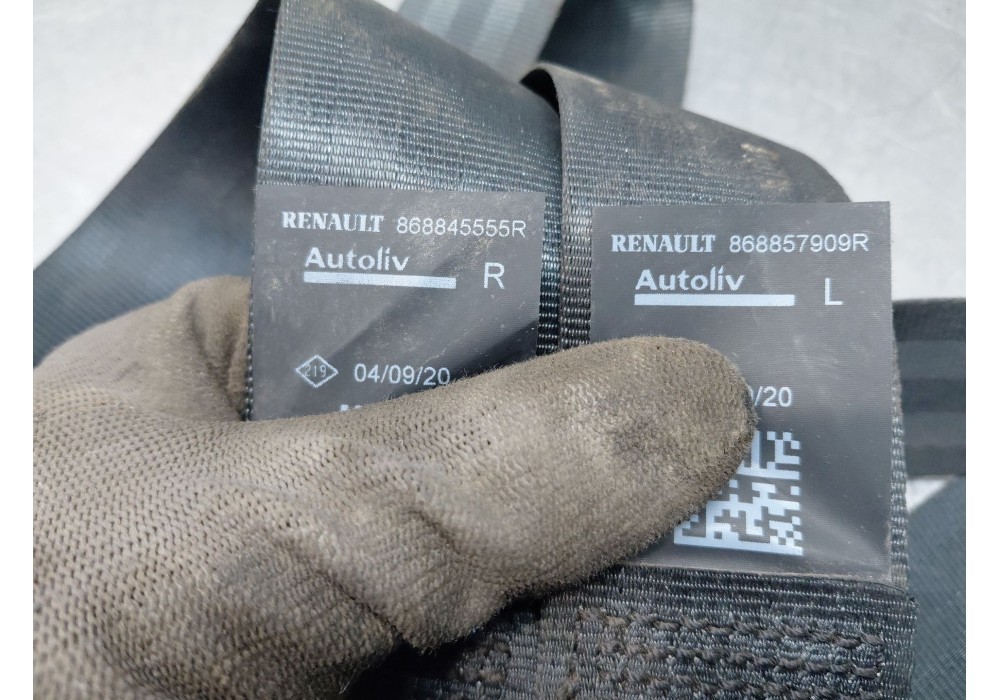 RENAULT 868845555R
Autoliv
R
219 04/09/20
RENAULT 868857909R
Autoliv
L
/20